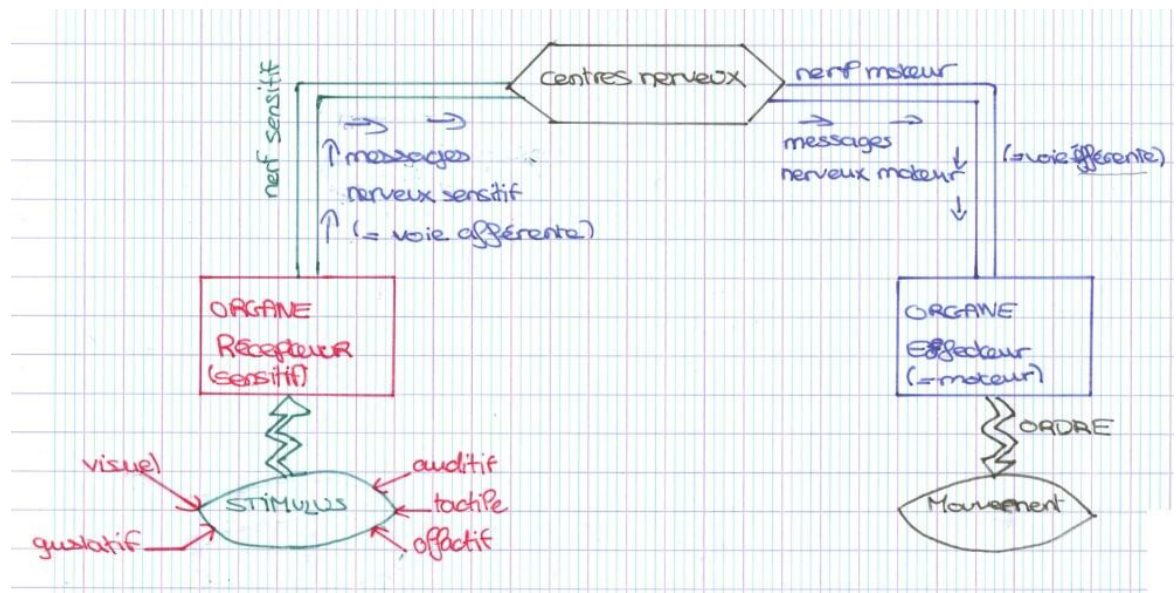 centres nerveux
nerf moteur
nerf sensitif
messages
nerveux sensitif
(= voie afférente)
messages
nerveux moteur
(=voie efférente)
ORGANE
Récepteur
(sensitif)
ORGANE
Effecteur
(=moteur)
ORDRE
visuel
auditif
STIMULUS
tactile
gustatif
olfactif
Mouvement